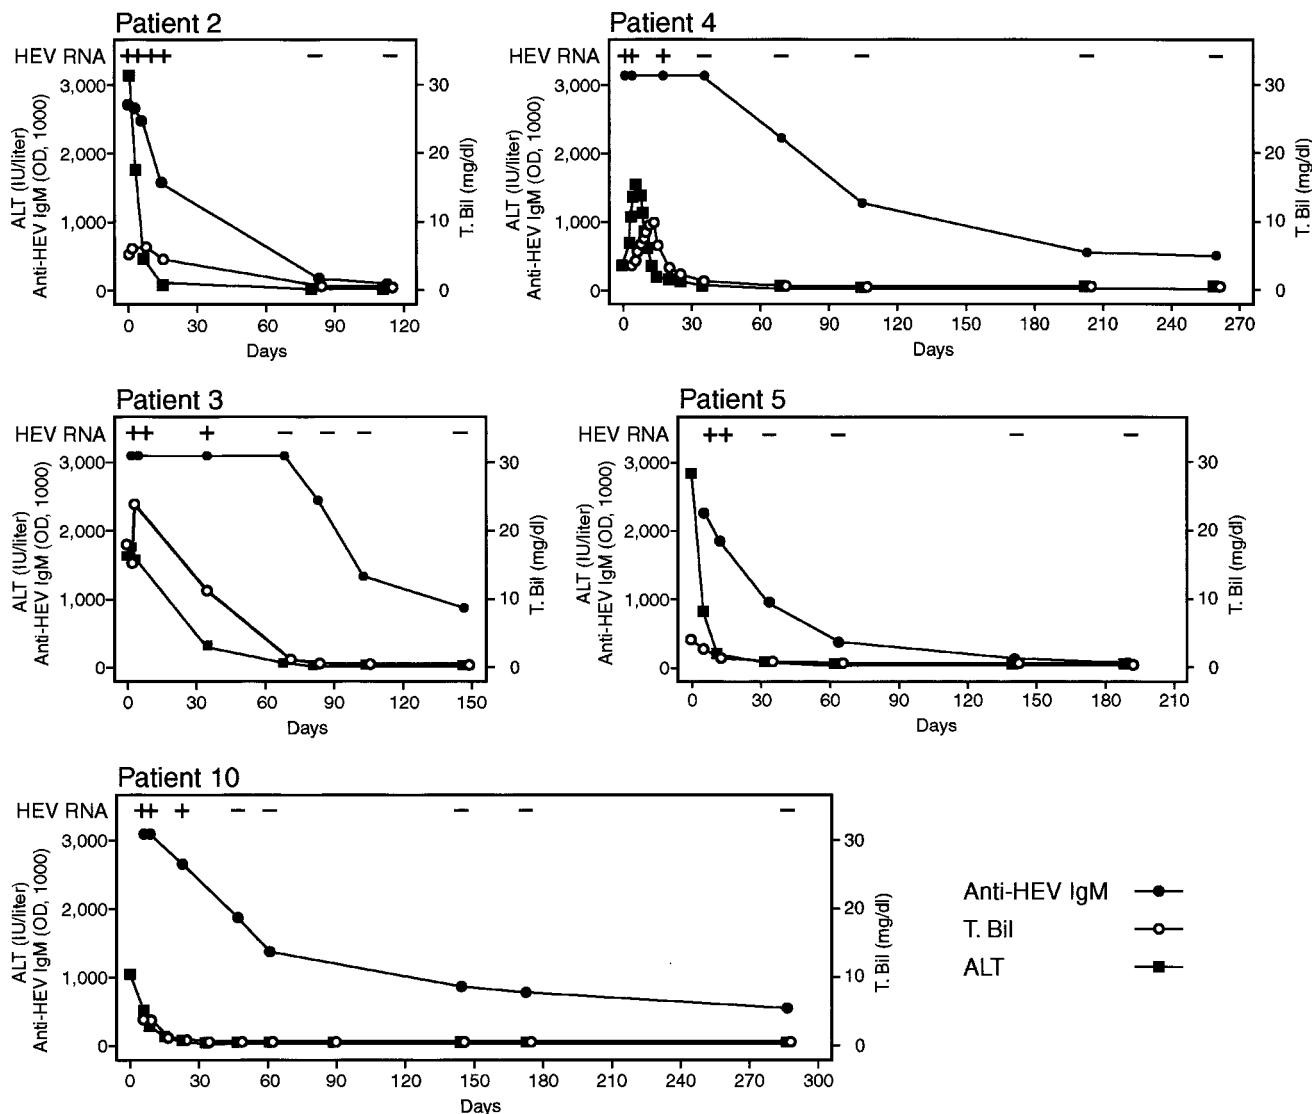 Patient 2
HEV RNA + + + + − −
3,000
2,000
1,000
0
ALT (IU/liter)
Anti-HEV IgM (OD, 1000)
30
20
10
0
T. Bil (mg/dl)
0 30 60 90 120
Days
Patient 4
HEV RNA + + + − − − − −
3,000
2,000
1,000
0
ALT (IU/liter)
Anti-HEV IgM (OD, 1000)
30
20
10
0
T. Bil (mg/dl)
0 30 60 90 120 150 180 210 240 270
Days
Patient 3
HEV RNA + + + − − − −
3,000
2,000
1,000
0
ALT (IU/liter)
Anti-HEV IgM (OD, 1000)
30
20
10
0
T. Bil (mg/dl)
0 30 60 90 120 150
Days
Patient 5
HEV RNA + + − − − −
3,000
2,000
1,000
0
ALT (IU/liter)
Anti-HEV IgM (OD, 1000)
30
20
10
0
T. Bil (mg/dl)
0 30 60 90 120 150 180 210
Days
Patient 10
HEV RNA + + + − − − − −
3,000
2,000
1,000
0
ALT (IU/liter)
Anti-HEV IgM (OD, 1000)
30
20
10
0
T. Bil (mg/dl)
0 30 60 90 120 150 180 210 240 270 300
Days
Anti-HEV IgM
T. Bil
ALT